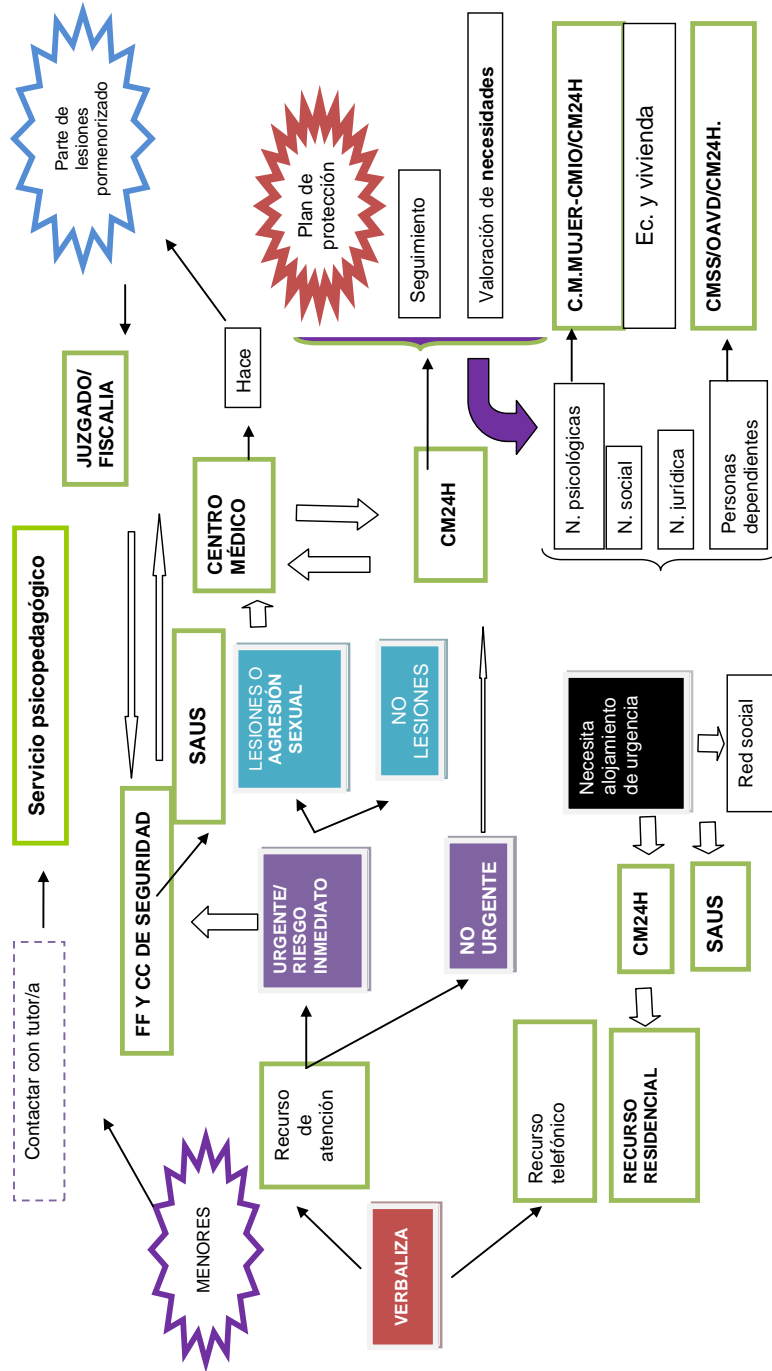 Contactar con tutor/a
Servicio psicopedagógico
Parte de
lesiones
pormenorizado
MENORES
FF Y CC DE SEGURIDAD
SAUS
JUZGADO/
FISCALIA
Hace
Recurso
de
atención
URGENTE/
RIESGO
INMEDIATO
LESIONES O
AGRESIÓN
SEXUAL
CENTRO
MÉDICO
Plan de
protección
VERBALIZA
NO
LESIONES
NO
URGENTE
CM24H
Seguimiento
Valoración de necesidades
Recurso
telefónico
RECURSO
RESIDENCIAL
CM24H
SAUS
Necesita
alojamiento
de urgencia
Red social
N. psicológicas
N. social
N. jurídica
Personas
dependientes
C.M.MUJER-CMIO/CM24H
Ec. y vivienda
CMSS/OAVD/CM24H.